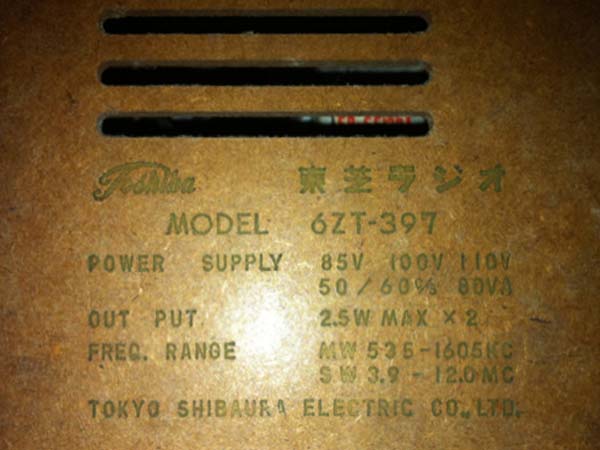 Toshiba 東芝ラジオ
MODEL 6ZT-397
POWER SUPPLY 85V 100V 110V
50/60% 80VA
OUT PUT. 2.5W MAX × 2
FREQ. RANGE MW 535-1605KC
SW 3.9-12.0MC
TOKYO SHIBAURA ELECTRIC CO., LTD.